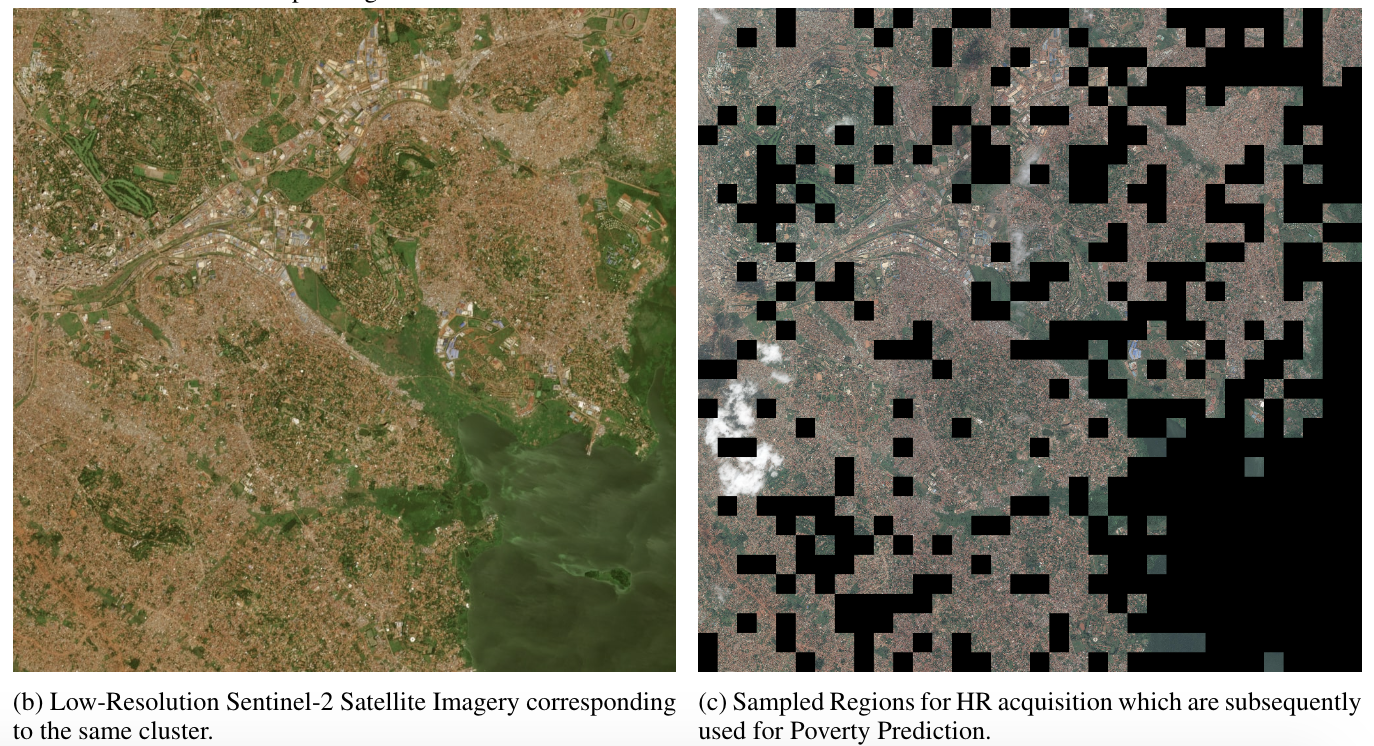 (b) Low-Resolution Sentinel-2 Satellite Imagery corresponding
to the same cluster.
(c) Sampled Regions for HR acquisition which are subsequently
used for Poverty Prediction.